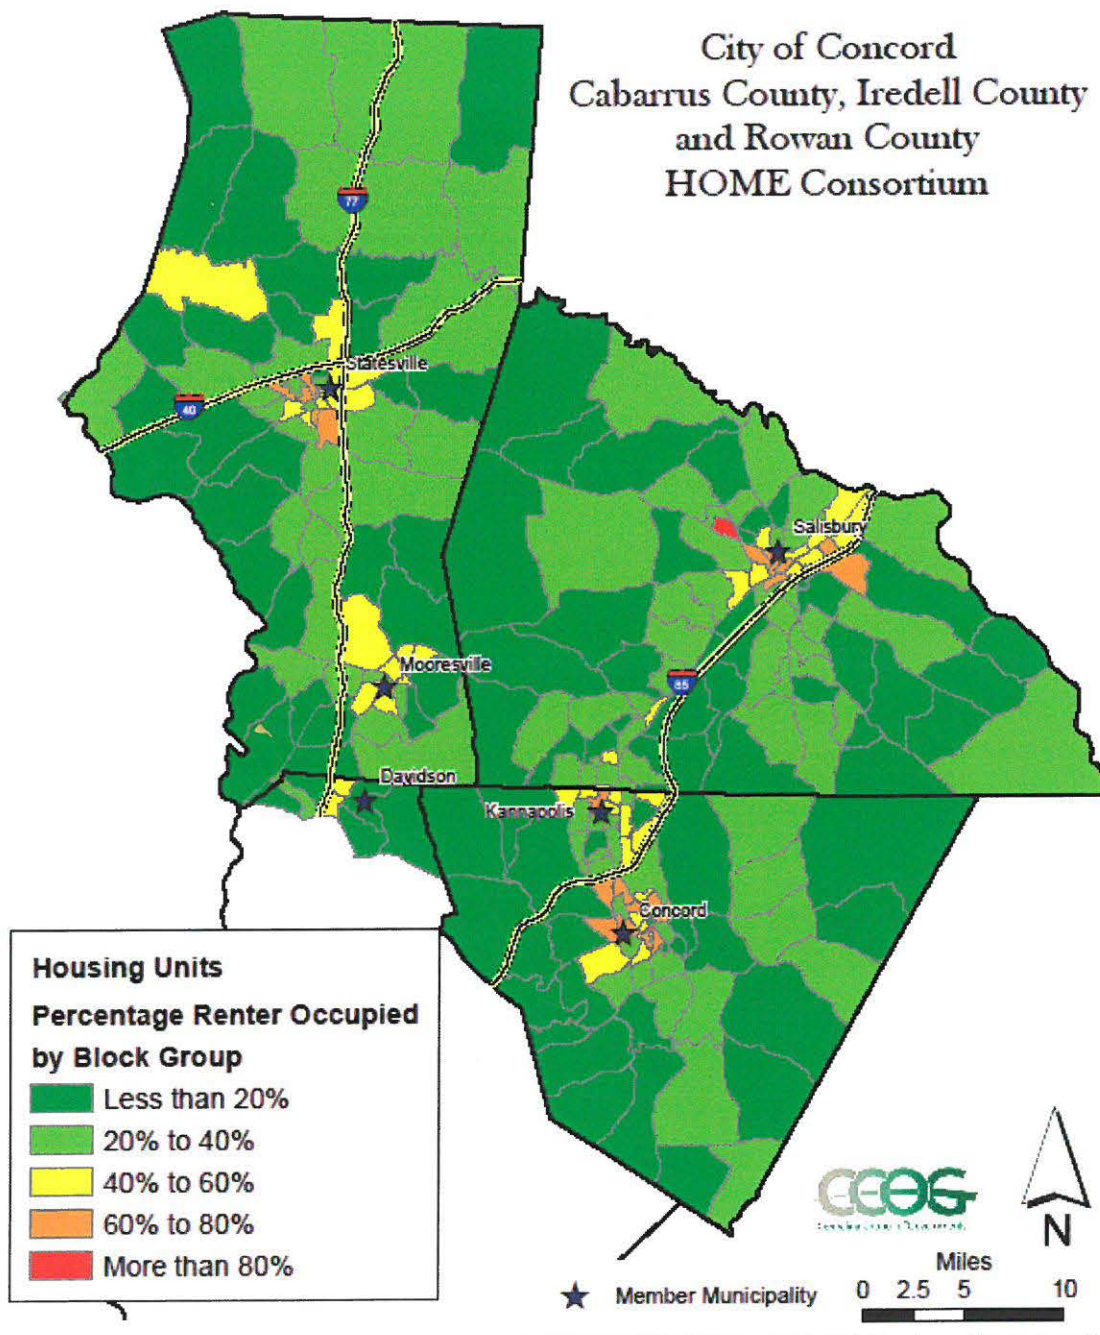 City of Concord
Cabarrus County, Iredell County
and Rowan County
HOME Consortium
77
Statesville
40
Salisbury
Mooresville
85
Davidson
Kannapolis
Concord
Housing Units
Percentage Renter Occupied
by Block Group
Less than 20%
20% to 40%
40% to 60%
60% to 80%
More than 80%
CCOG
N
Miles
Member Municipality
0 2.5 5 10